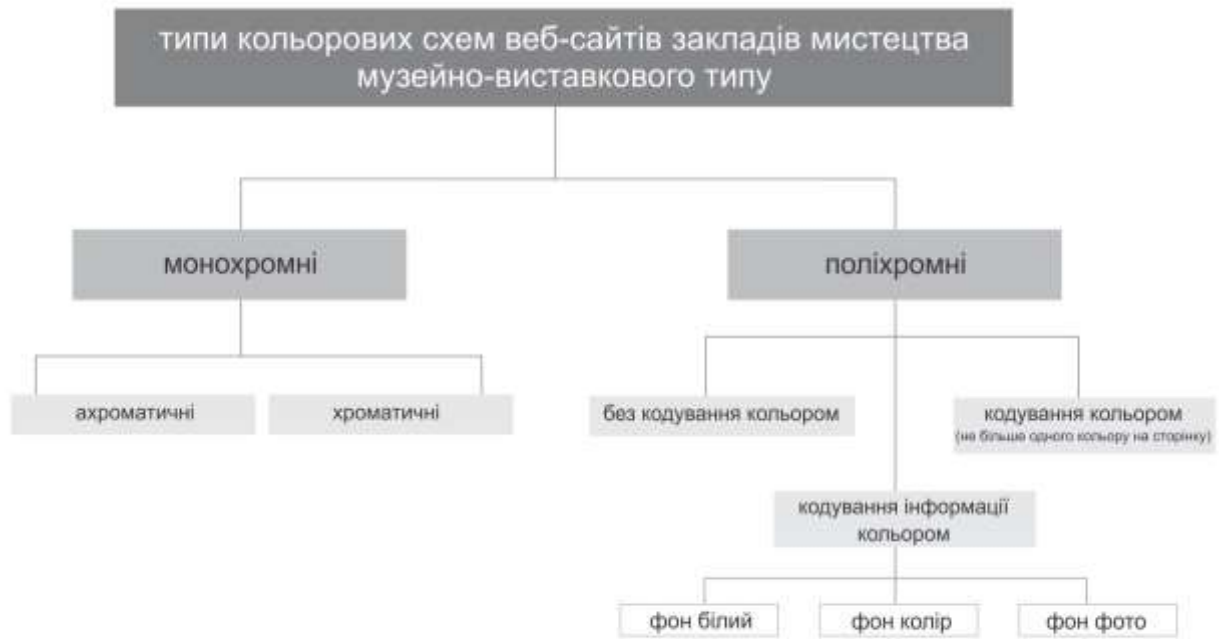 типи кольорових схем веб-сайтів закладів мистецтва
музейно-виставкового типу
монохромні
поліхромні
ахроматичні
хроматичні
без кодування кольором
кодування кольором
(не більше одного кольору на сторінку)
кодування інформації
кольором
фон білий
фон колір
фон фото